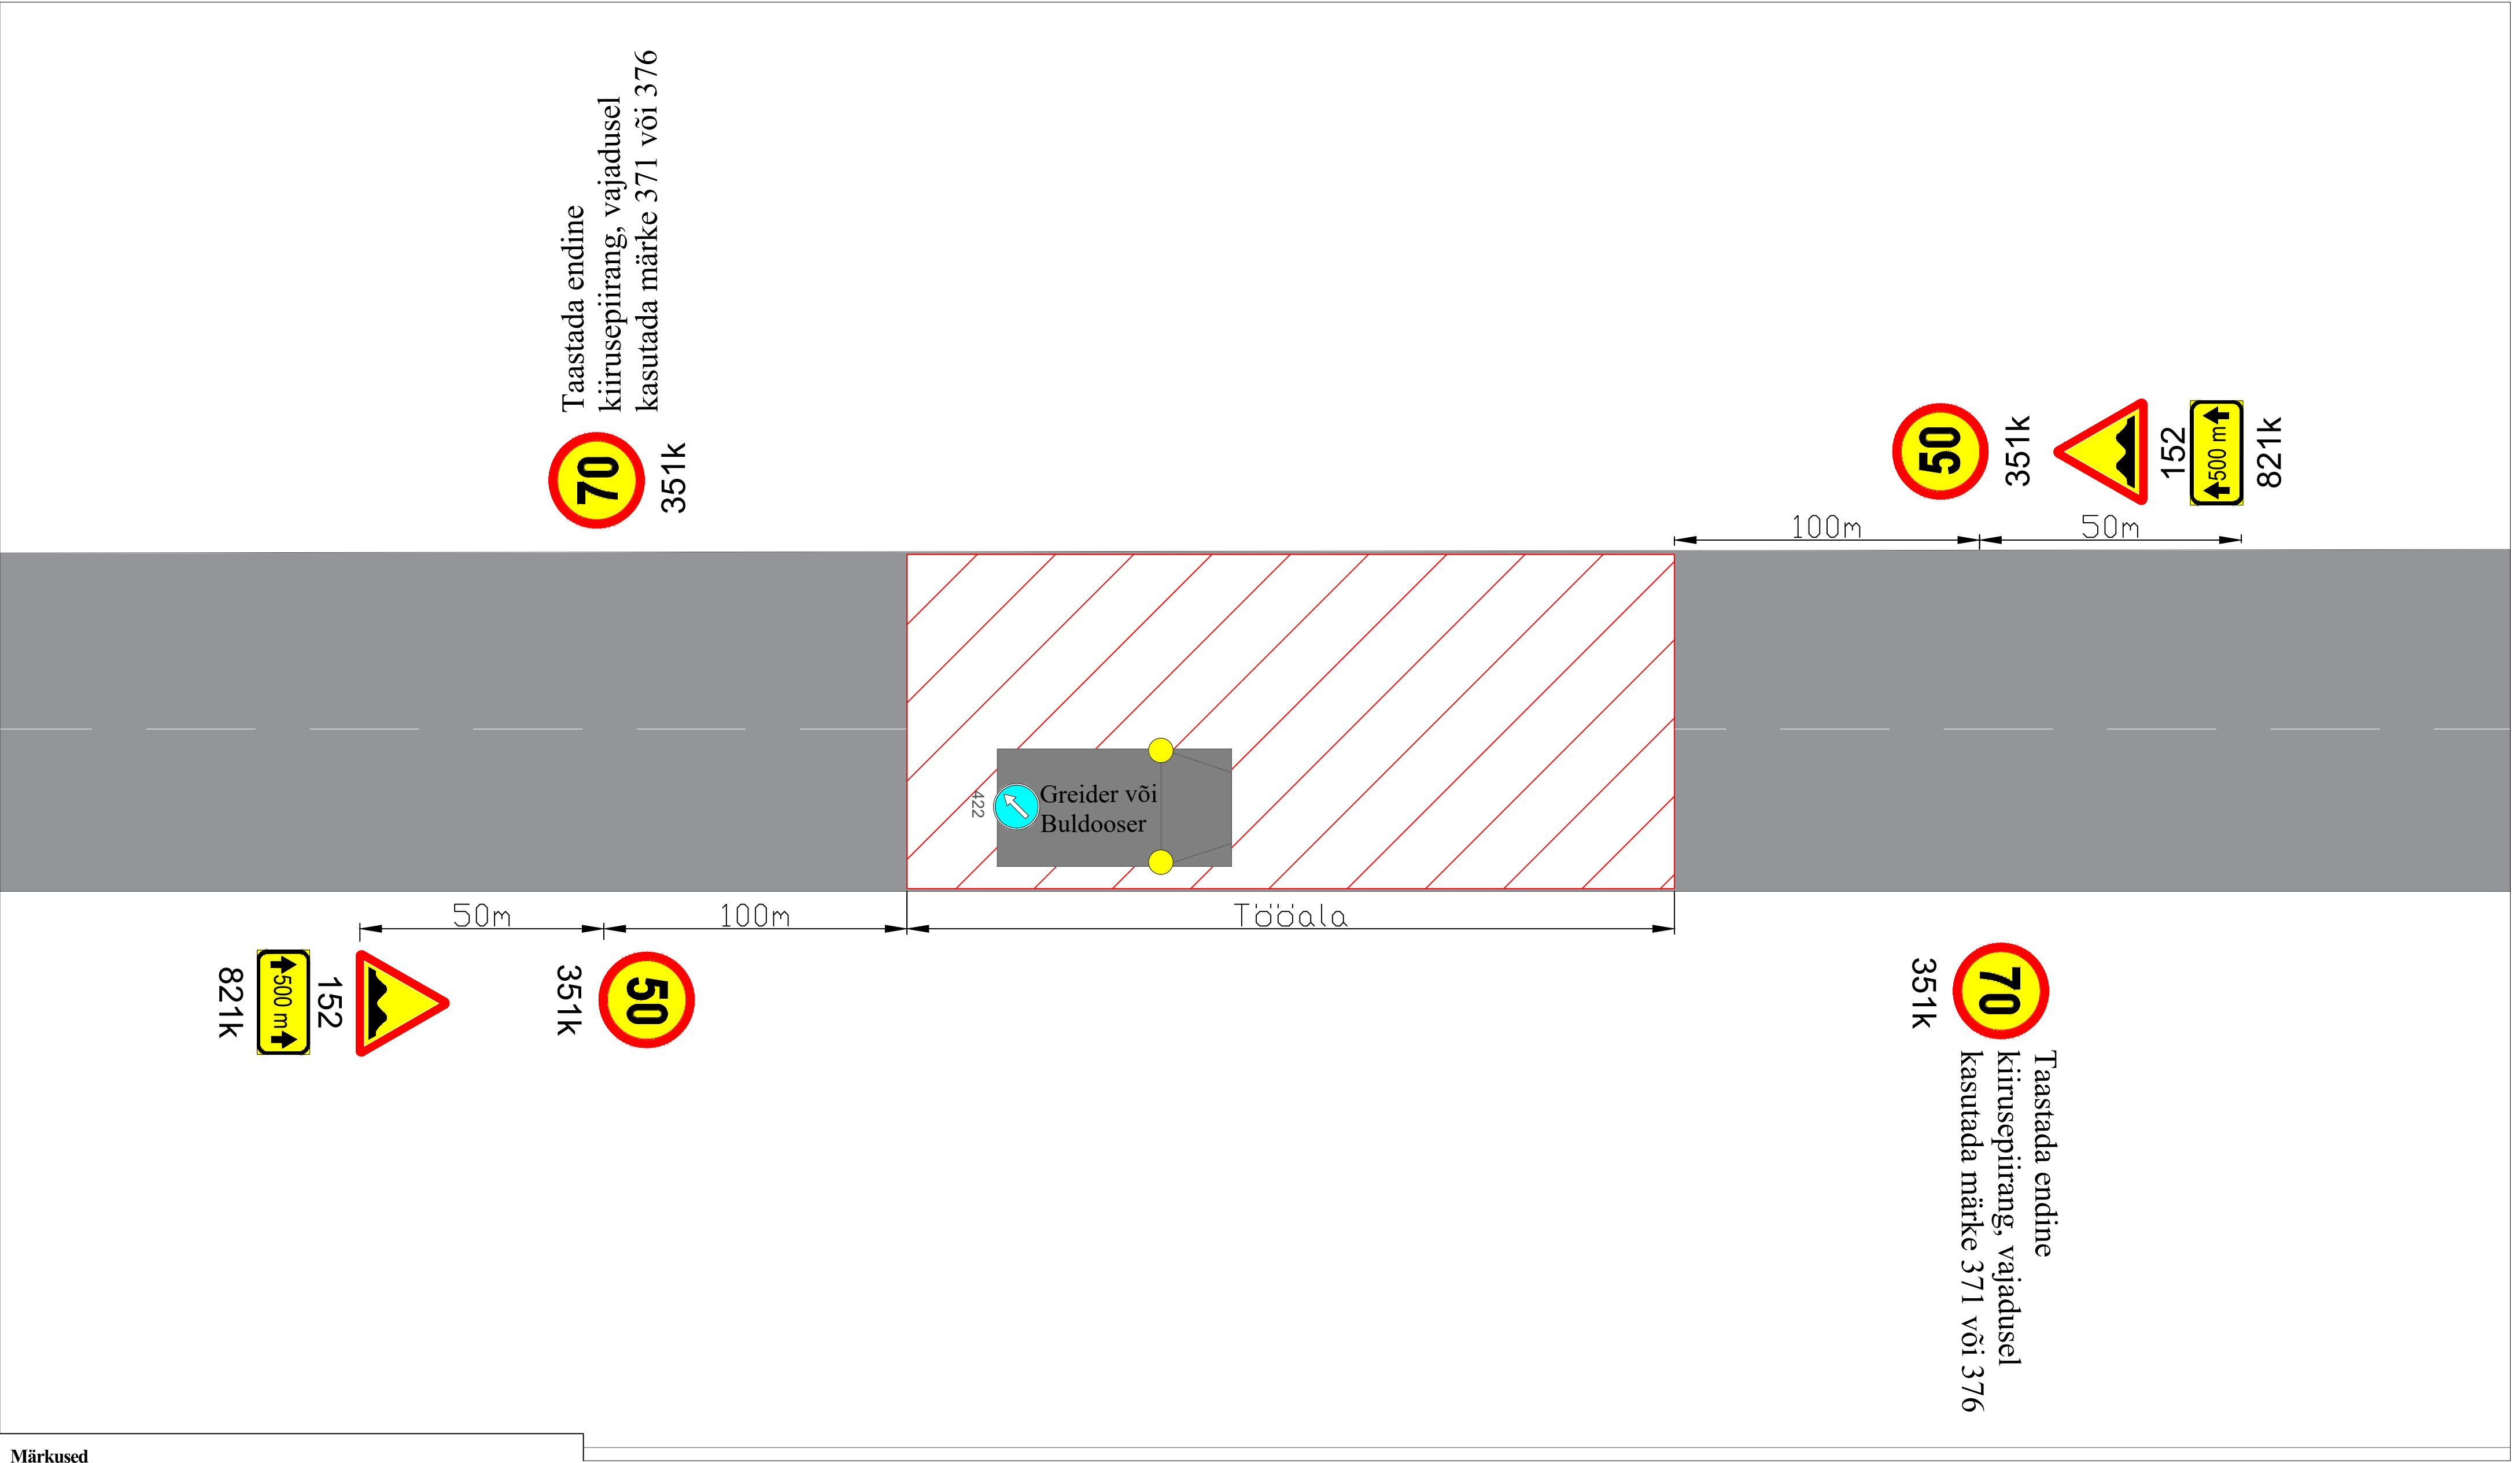 Taastada endine
kiirusepiirang, vajadusel
kasutada märke 371 või 376
70
351k
50
351k
152
500 m
821k
100m
50m
422
Greider või
Buldooser
50m
100m
Tööala
821k
500 m
152
351k
50
351k
70
Taastada endine
kiirusepiirang, vajadusel
kasutada märke 371 või 376
Märkused